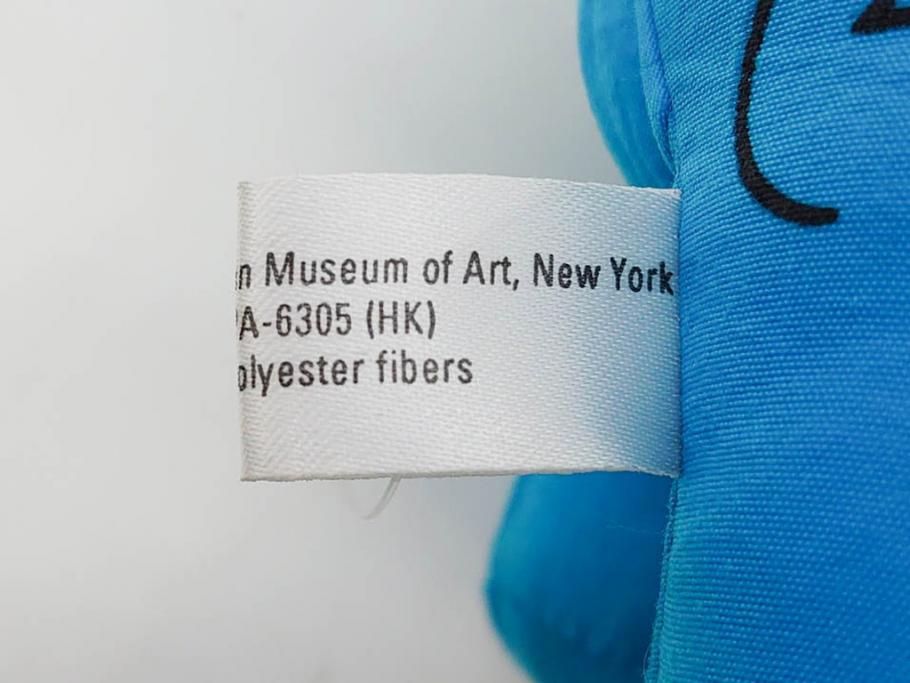 n Museum of Art, New York
A-6305 (HK)
olyester fibers